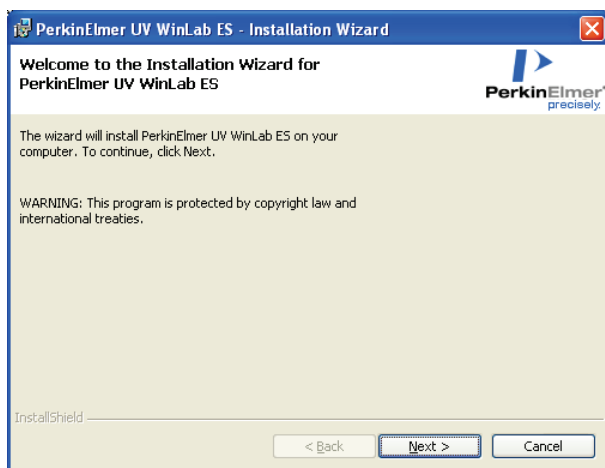 PerkinElmer UV WinLab ES - Installation Wizard
Welcome to the Installation Wizard for
PerkinElmer UV WinLab ES
PerkinElmer
precisely.
The wizard will install PerkinElmer UV WinLab ES on your
computer. To continue, click Next.
WARNING: This program is protected by copyright law and
international treaties.
InstallShield
< Back
Next >
Cancel